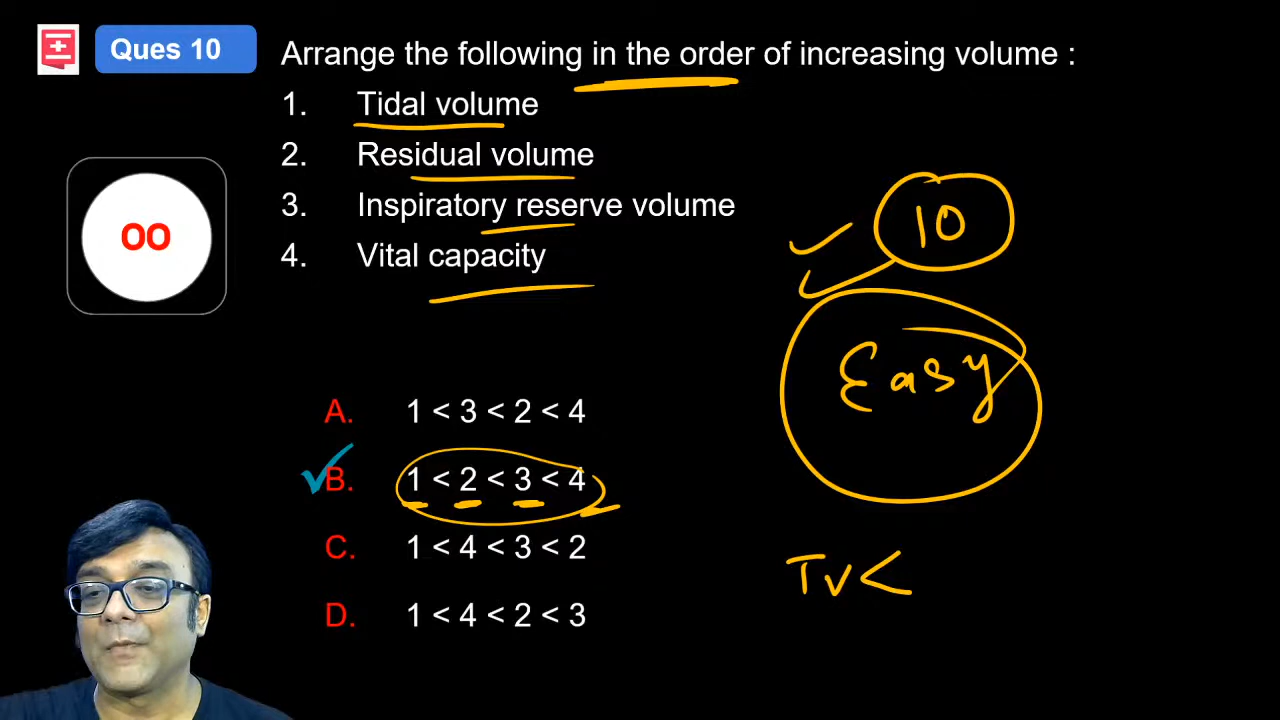 Ques 10
Arrange the following in the order of increasing volume :
1. Tidal volume
2. Residual volume
3. Inspiratory reserve volume
4. Vital capacity
00
10
Easy
A. 1 < 3 < 2 < 4
B. 1 < 2 < 3 < 4
C. 1 < 4 < 3 < 2
D. 1 < 4 < 2 < 3
TV <